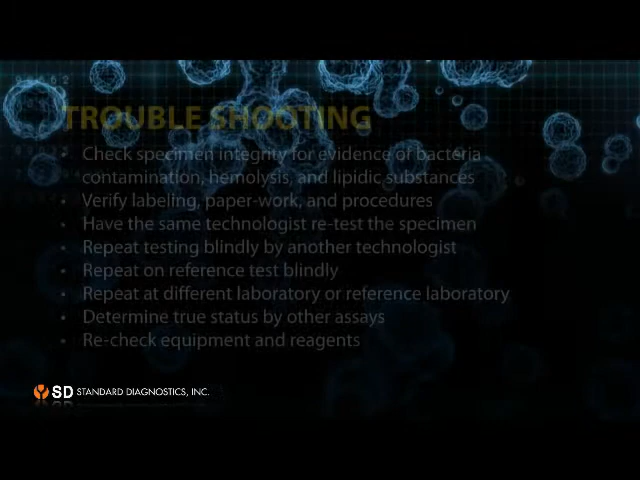 TROUBLE SHOOTING
• Check specimen integrity for evidence of bacteria
contamination, hemolysis, and lipidic substances
• Verify labeling, paper-work, and procedures
• Have the same technologist re-test the specimen
• Repeat testing blindly by another technologist
• Repeat on reference test blindly
• Repeat at different laboratory or reference laboratory
• Determine true status by other assays
• Re-check equipment and reagents
SD STANDARD DIAGNOSTICS, INC.